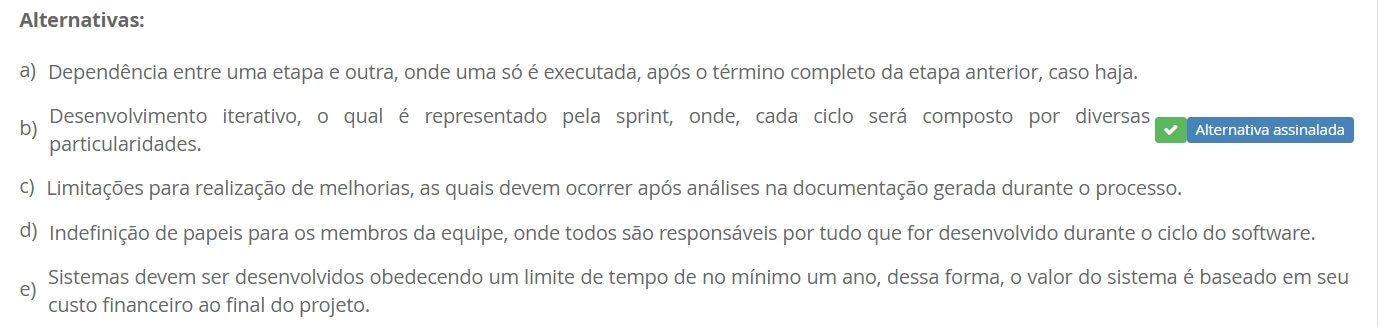 Alternativas:
a) Dependência entre uma etapa e outra, onde uma só é executada, após o término completo da etapa anterior, caso haja.
b) Desenvolvimento iterativo, o qual é representado pela sprint, onde, cada ciclo será composto por diversas
particularidades.
Alternativa assinalada
c) Limitações para realização de melhorias, as quais devem ocorrer após análises na documentação gerada durante o processo.
d) Indefinição de papeis para os membros da equipe, onde todos são responsáveis por tudo que for desenvolvido durante o ciclo do software.
e) Sistemas devem ser desenvolvidos obedecendo um limite de tempo de no mínimo um ano, dessa forma, o valor do sistema é baseado em seu
custo financeiro ao final do projeto.